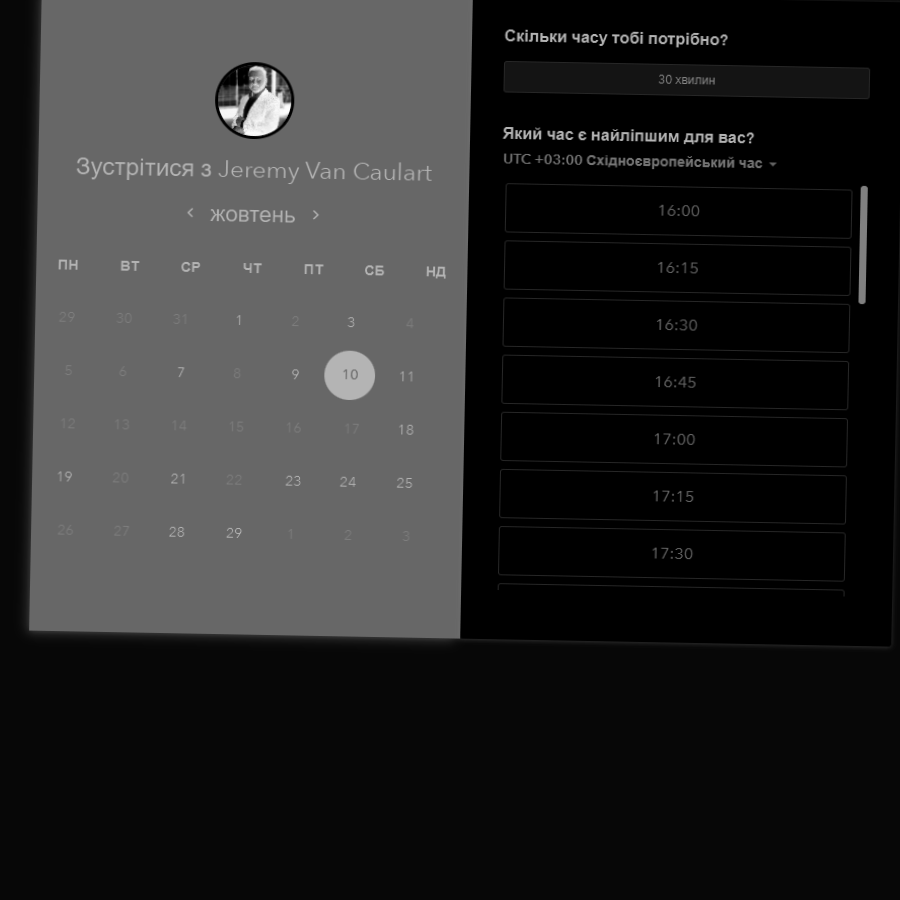 Зустрітися з Jeremy Van Caulart
жовтень
ПН ВТ СР ЧТ ПТ СБ НД
29 30 31 1 2 3 4
5 6 7 8 9 10 11
12 13 14 15 16 17 18
19 20 21 22 23 24 25
26 27 28 29 1 2 3
Скільки часу тобі потрібно?
30 хвилин
Який час є найліпшим для вас?
UTC +03:00 Східноєвропейський час
16:00
16:15
16:30
16:45
17:00
17:15
17:30